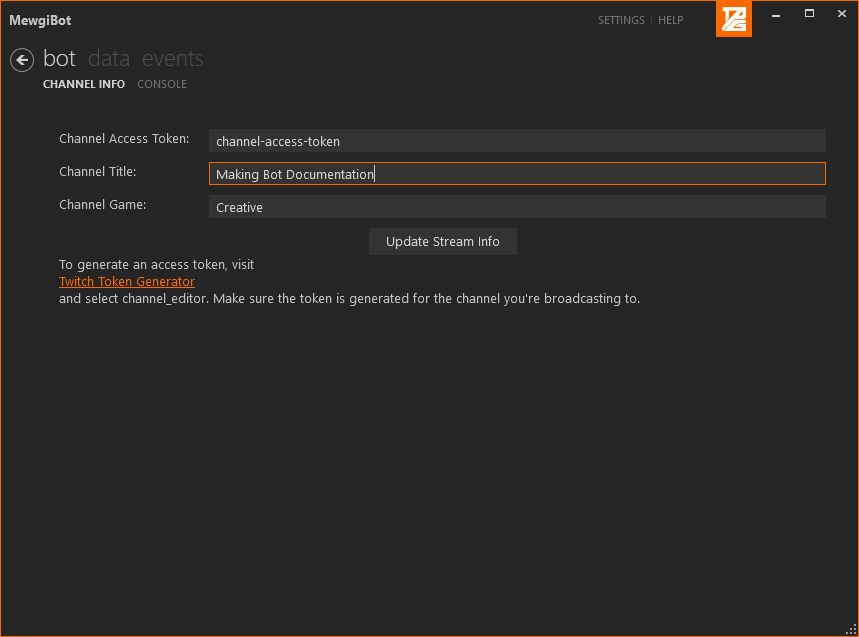 MewgiBot
SETTINGS | HELP
bot data events
CHANNEL INFO CONSOLE
Channel Access Token: channel-access-token
Channel Title: Making Bot Documentation
Channel Game: Creative
Update Stream Info
To generate an access token, visit
Twitch Token Generator
and select channel_editor. Make sure the token is generated for the channel you're broadcasting to.